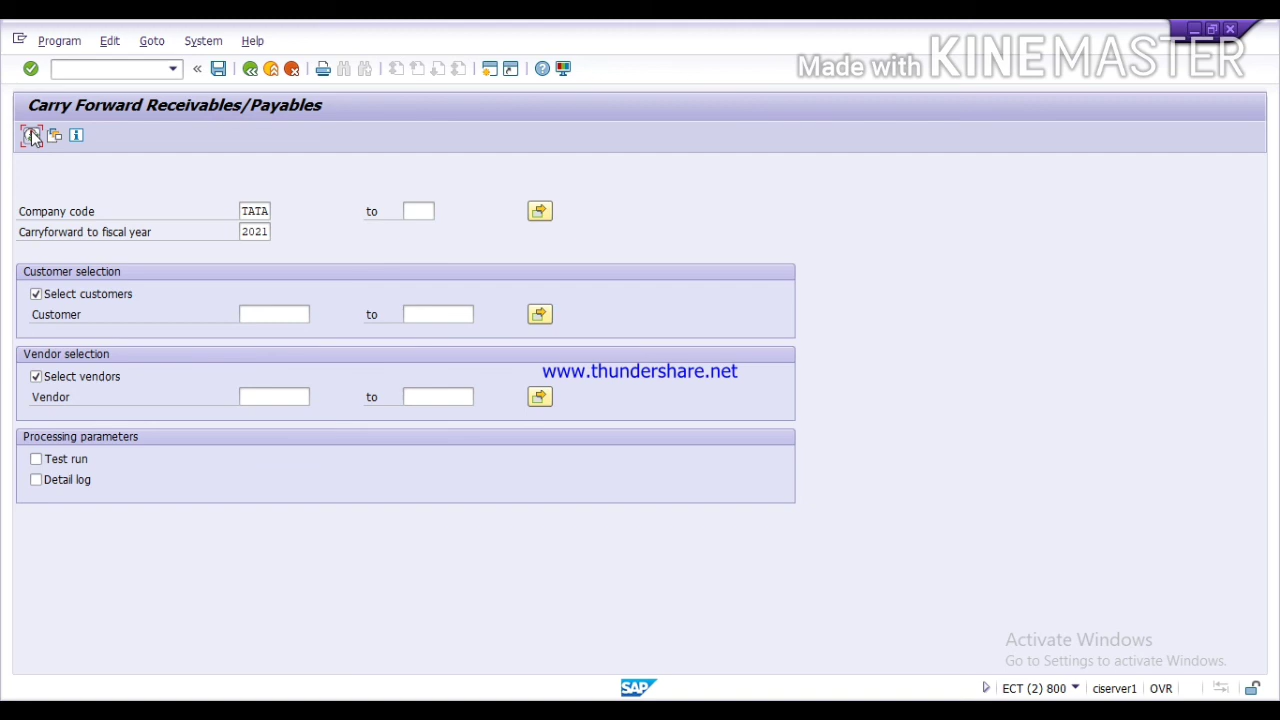 Program Edit Goto System Help
Made with KINEMASTER
Carry Forward Receivables/Payables
Company code TATA to
Carryforward to fiscal year 2021
Customer selection
Select customers
Customer to
Vendor selection
www.thundershare.net
Select vendors
Vendor to
Processing parameters
Test run
Detail log
Activate Windows
Go to Settings to activate Windows.
SAP ECT (2) 800 ciserver1 OVR